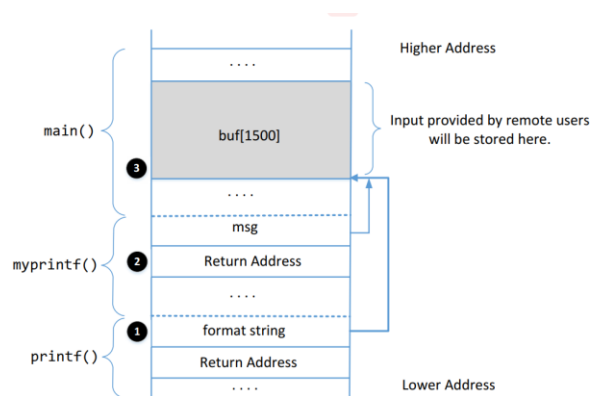 Higher Address
....
main()
buf[1500]
Input provided by remote users
will be stored here.
3
....
msg
myprintf()
2
Return Address
....
1
format string
printf()
Return Address
....
Lower Address